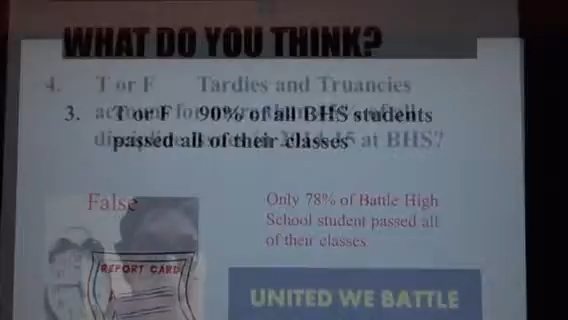 WHAT DO YOU THINK?
4. T or F Tardies and Truancies
3. T or F 90% of all BHS students
passed all of their classes
at BHS?
False
Only 78% of Battle High
School student passed all
of their classes
REPORT CARD
UNITED WE BATTLE